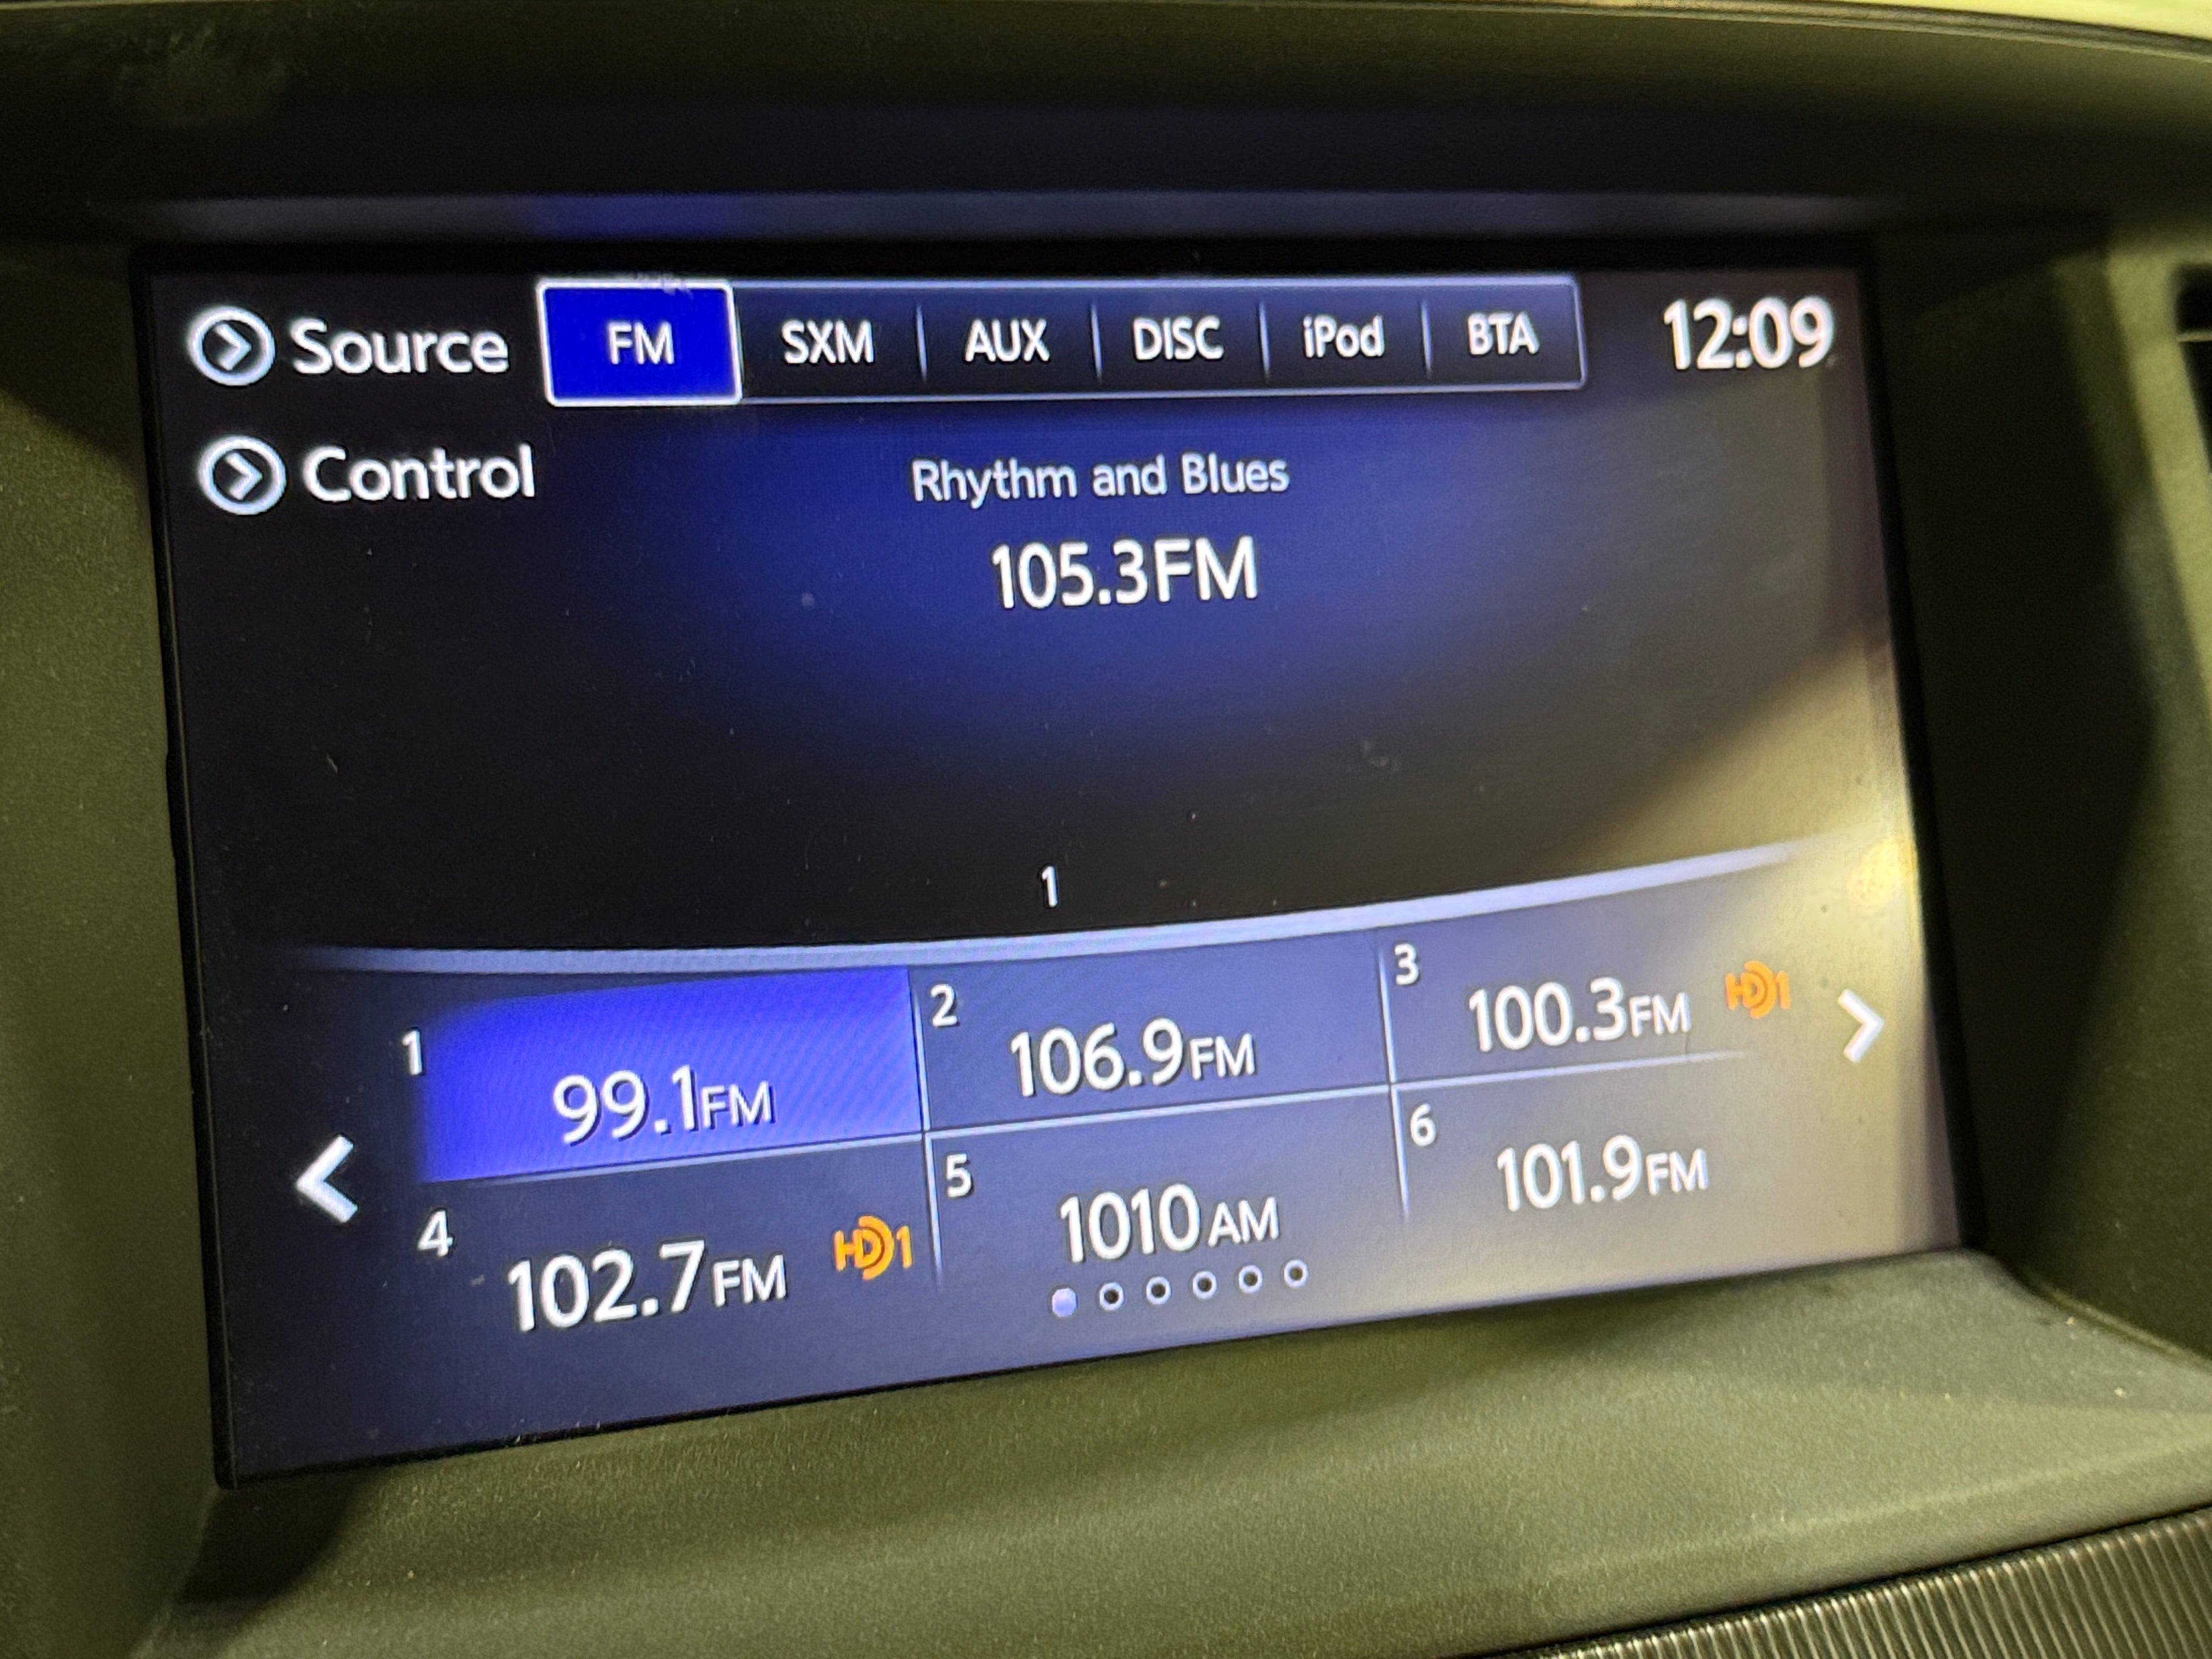 Source FM SXM AUX DISC iPod BTA 12:09
Control
Rhythm and Blues
105.3FM
1
1 99.1FM
2 106.9FM
3 100.3FM HD1
4 102.7FM HD1
5 1010AM
6 101.9FM